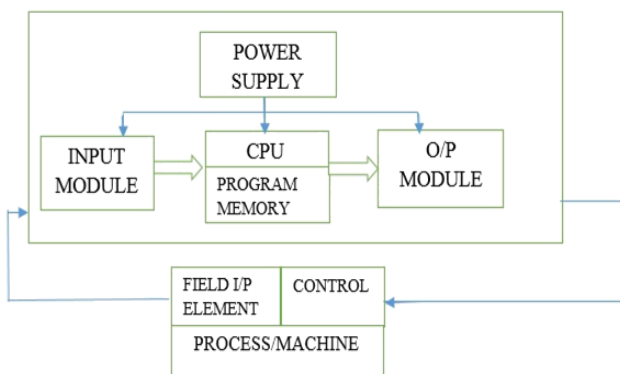 POWER
SUPPLY
INPUT
MODULE
CPU
PROGRAM
MEMORY
O/P
MODULE
FIELD I/P
ELEMENT
CONTROL
PROCESS/MACHINE